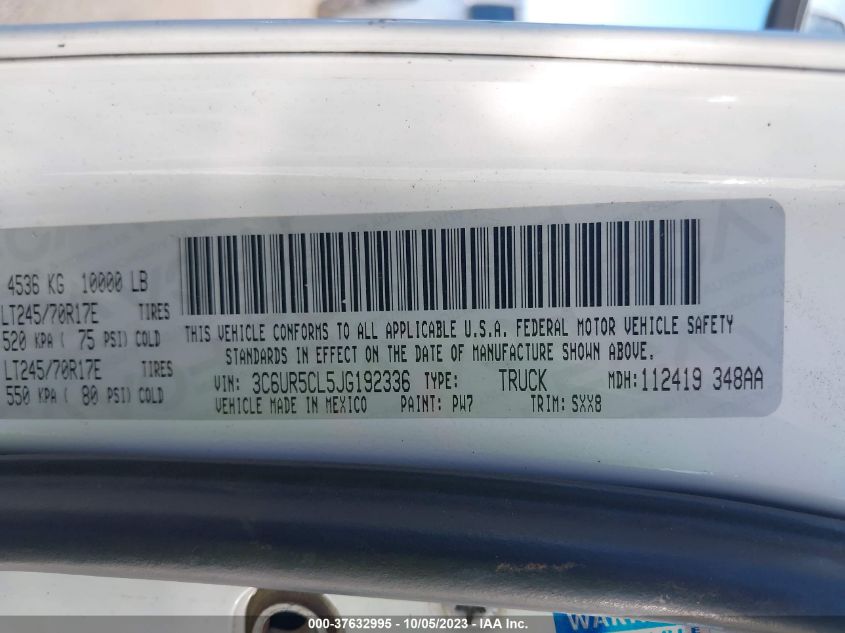 4536 KG 10000 LB
LT245/70R17E TIRES
520 KPA ( 75 PSI) COLD
LT245/70R17E TIRES
550 KPA ( 80 PSI) COLD
THIS VEHICLE CONFORMS TO ALL APPLICABLE U.S.A. FEDERAL MOTOR VEHICLE SAFETY
STANDARDS IN EFFECT ON THE DATE OF MANUFACTURE SHOWN ABOVE.
VIN: 3C6UR5CL5JG192336 TYPE: TRUCK MDH: 112419 348AA
VEHICLE MADE IN MEXICO PAINT: PW7 TRIM: SXX8
000-37632995 - 10/05/2023 - IAA Inc.